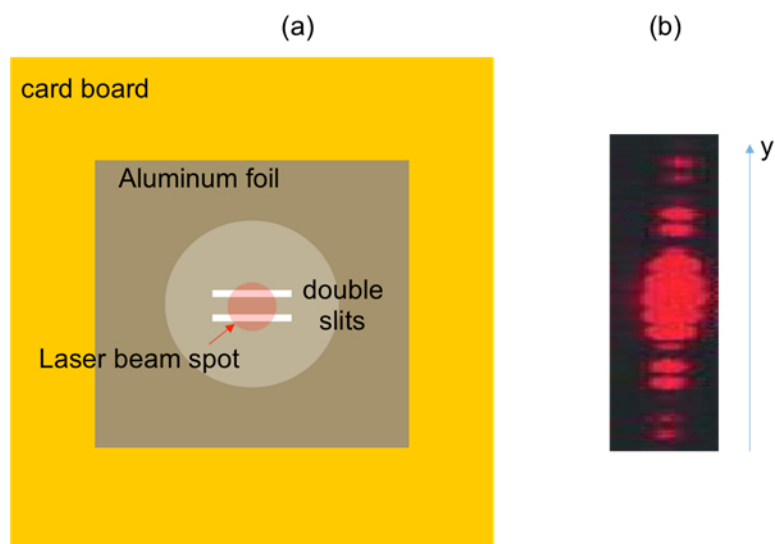 (a)
(b)
card board
Aluminum foil
double
slits
Laser beam spot
y